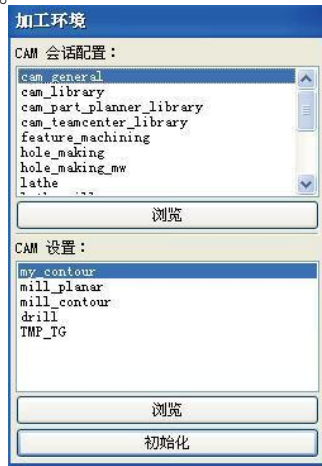 加工环境
CAM 会话配置：
cam_general
cam_library
cam_part_planner_library
cam_teamcenter_library
feature_machining
hole_making
hole_making_mw
lathe
浏览
CAM 设置：
my_contour
mill_planar
mill_contour
drill
TMP_TG
浏览
初始化